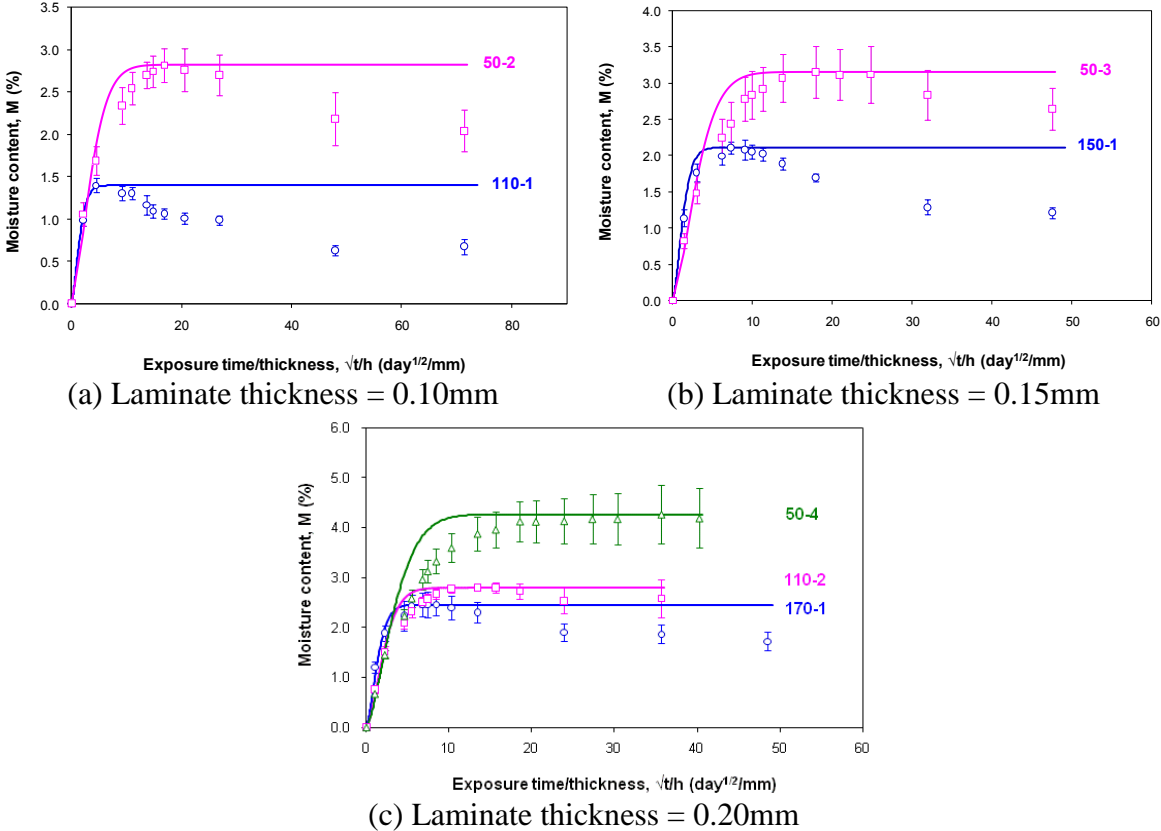 3.5
3.0
2.5
2.0
1.5
1.0
0.5
0.0
Moisture content, M (%)
50-2
110-1
0 20 40 60 80
Exposure time/thickness, √t/h (day1/2/mm)
(a) Laminate thickness = 0.10mm
4.0
3.5
3.0
2.5
2.0
1.5
1.0
0.5
0.0
Moisture content, M (%)
50-3
150-1
0 10 20 30 40 50 60
Exposure time/thickness, √t/h (day1/2/mm)
(b) Laminate thickness = 0.15mm
6.0
5.0
4.0
3.0
2.0
1.0
0.0
Moisture content, M (%)
50-4
110-2
170-1
0 10 20 30 40 50 60
Exposure time/thickness, √t/h (day1/2/mm)
(c) Laminate thickness = 0.20mm